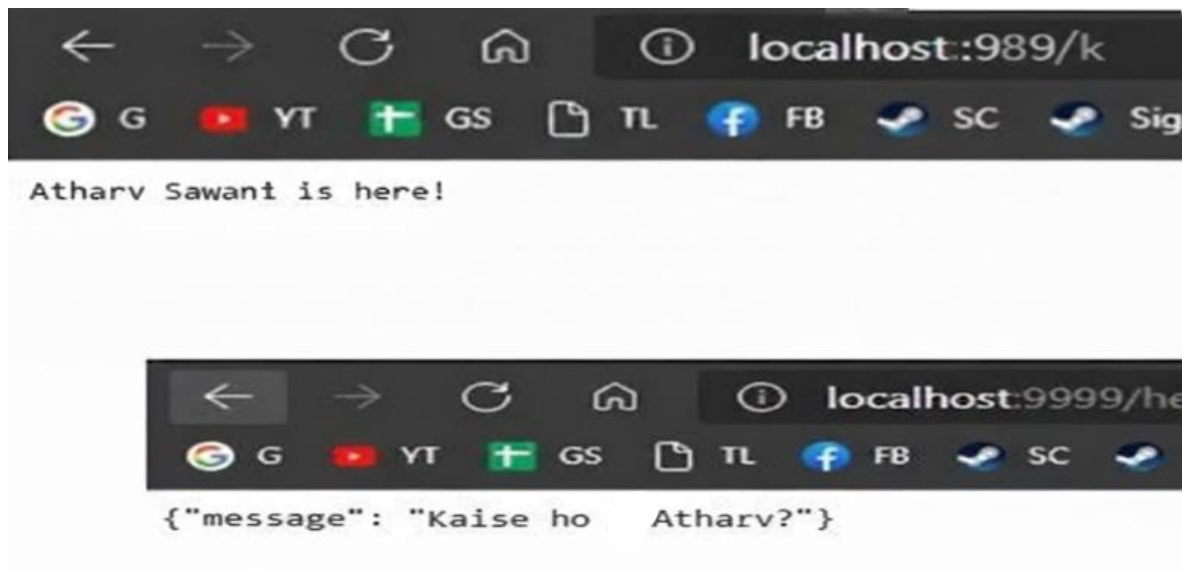 localhost::989/k
G YT GS TL FB SC Sig
Atharv Sawant is here!
localhost:9999/he
G YT GS TL FB SC
{"message": "Kaise ho Atharv?"}